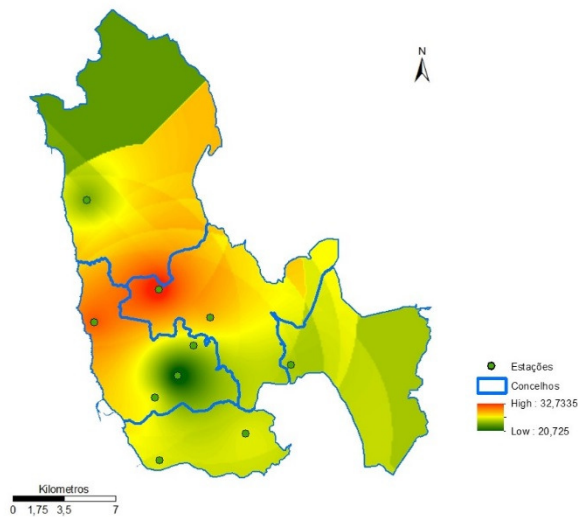 N
Estações
Concelhos
High : 32,7335
Low : 20,725
Kilometros
0 1,75 3,5 7